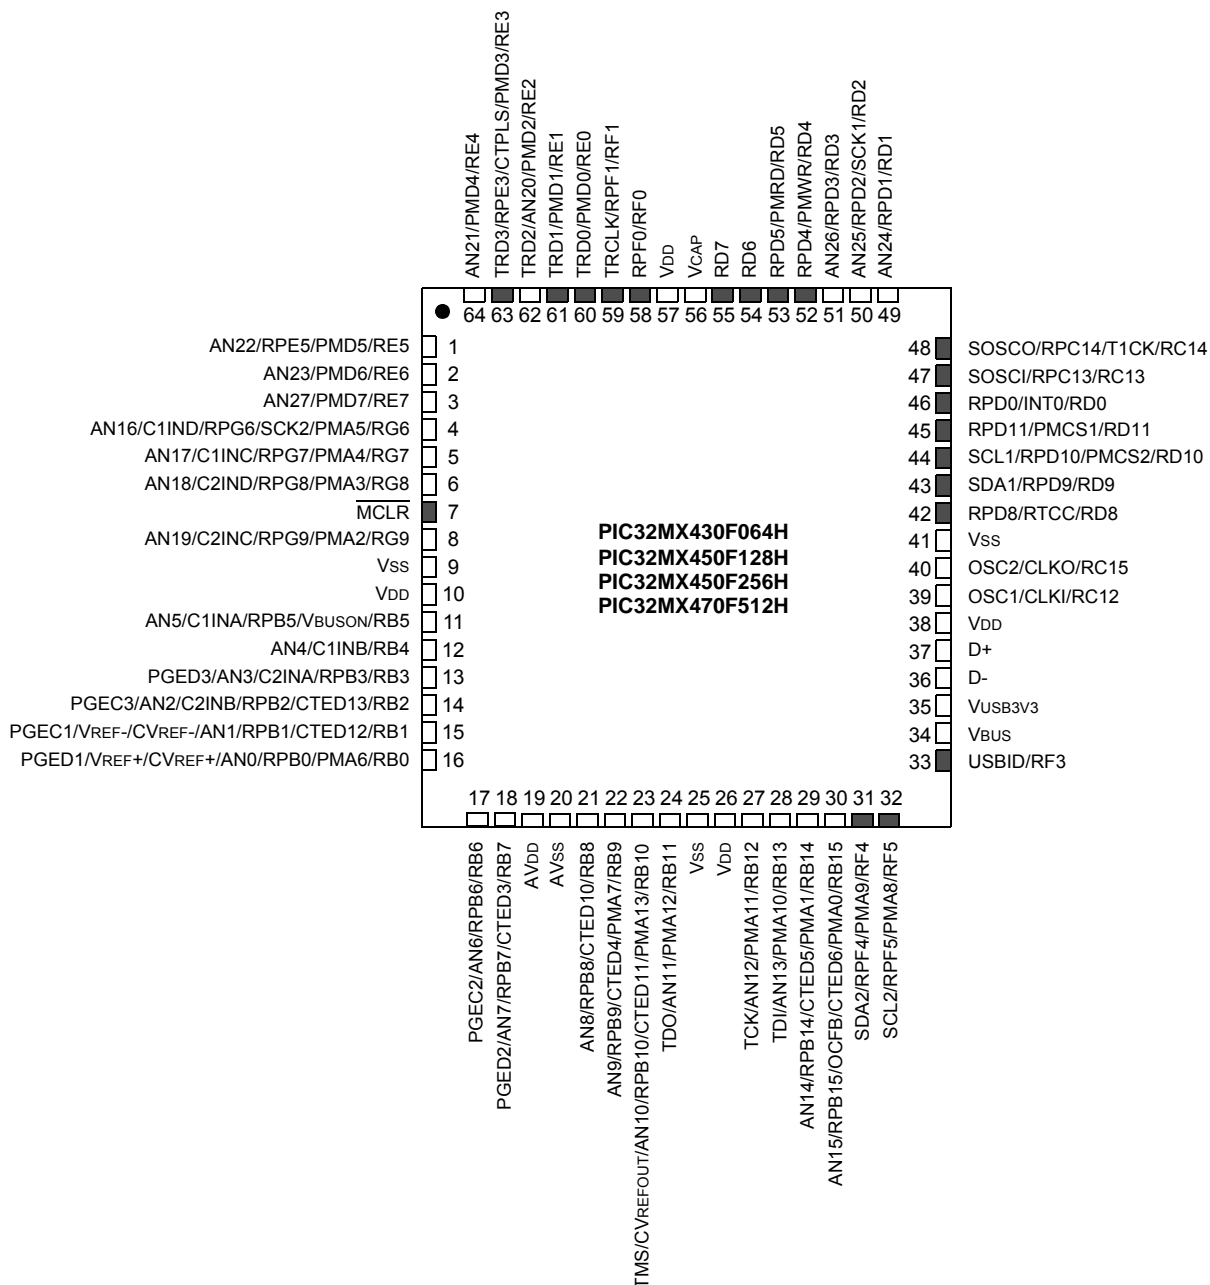 AN21/PMD4/RE4
TRD3/RPE3/CTPLS/PMD3/RE3
TRD2/AN20/PMD2/RE2
TRD1/PMD1/RE1
TRD0/PMD0/RE0
TRCLK/RPF1/RF1
RPF0/RF0
VDD
VCAP
RD7
RD6
RPD5/PMRD/RD5
RPD4/PMWR/RD4
AN26/RPD3/RD3
AN25/RPD2/SCK1/RD2
AN24/RPD1/RD1
64 63 62 61 60 59 58 57 56 55 54 53 52 51 50 49
AN22/RPE5/PMD5/RE5 1
AN23/PMD6/RE6 2
AN27/PMD7/RE7 3
AN16/C1IND/RPG6/SCK2/PMA5/RG6 4
AN17/C1INC/RPG7/PMA4/RG7 5
AN18/C2IND/RPG8/PMA3/RG8 6
MCLR 7
AN19/C2INC/RPG9/PMA2/RG9 8
VSS 9
VDD 10
AN5/C1INA/RPB5/VBUSON/RB5 11
AN4/C1INB/RB4 12
PGED3/AN3/C2INA/RPB3/RB3 13
PGEC3/AN2/C2INB/RPB2/CTED13/RB2 14
PGEC1/VREF-/CVREF-/AN1/RPB1/CTED12/RB1 15
PGED1/VREF+/CVREF+/AN0/RPB0/PMA6/RB0 16
PIC32MX430F064H
PIC32MX450F128H
PIC32MX450F256H
PIC32MX470F512H
48 SOSCO/RPC14/T1CK/RC14
47 SOSCI/RPC13/RC13
46 RPD0/INT0/RD0
45 RPD11/PMCS1/RD11
44 SCL1/RPD10/PMCS2/RD10
43 SDA1/RPD9/RD9
42 RPD8/RTCC/RD8
41 VSS
40 OSC2/CLKO/RC15
39 OSC1/CLKI/RC12
38 VDD
37 D+
36 D-
35 VUSB3V3
34 VBUS
33 USBID/RF3
17 18 19 20 21 22 23 24 25 26 27 28 29 30 31 32
PGEC2/AN6/RPB6/RB6
PGED2/AN7/RPB7/CTED3/RB7
AVDD
AVSS
AN8/RPB8/CTED10/RB8
AN9/RPB9/CTED4/PMA7/RB9
TMS/CVREFOUT/AN10/RPB10/CTED11/PMA13/RB10
TDO/AN11/PMA12/RB11
VSS
VDD
TCK/AN12/PMA11/RB12
TDI/AN13/PMA10/RB13
AN14/RPB14/CTED5/PMA1/RB14
AN15/RPB15/OCFB/CTED6/PMA0/RB15
SDA2/RPF4/PMA9/RF4
SCL2/RPF5/PMA8/RF5